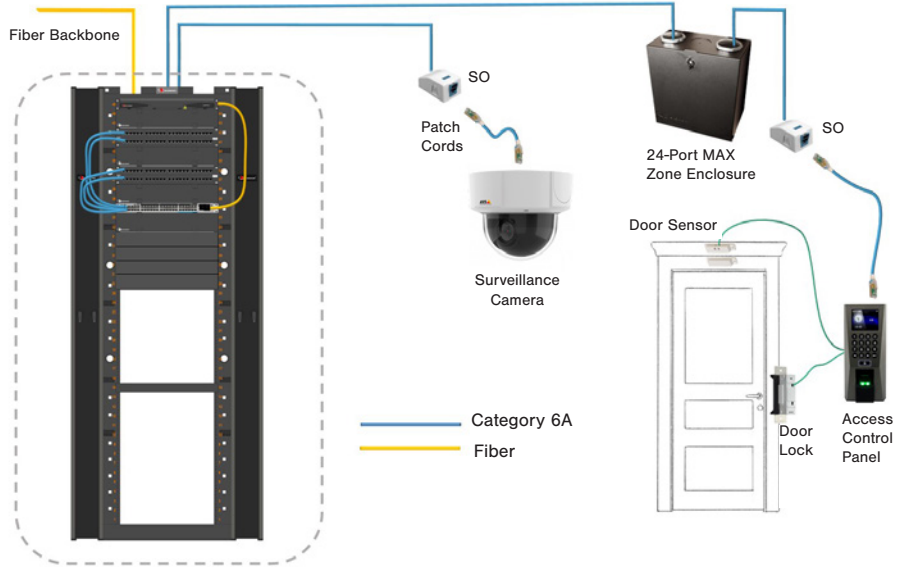 Fiber Backbone
SO
Patch
Cords
Surveillance
Camera
24-Port MAX
Zone Enclosure
SO
Door Sensor
Door
Lock
Access
Control
Panel
Category 6A
Fiber